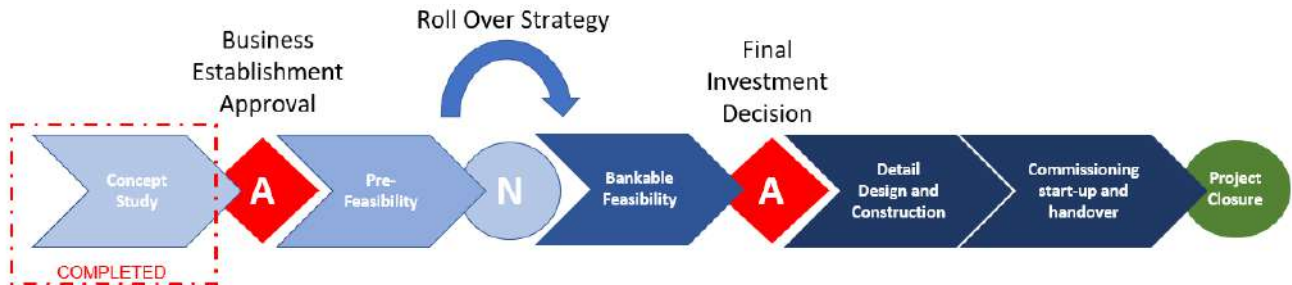 Roll Over Strategy
Business
Establishment
Approval
Final
Investment
Decision
Concept
Study
A
Pre-
Feasibility
N
Bankable
Feasibility
A
Detail
Design and
Construction
Commissioning
start-up and
handover
Project
Closure
COMPLETED